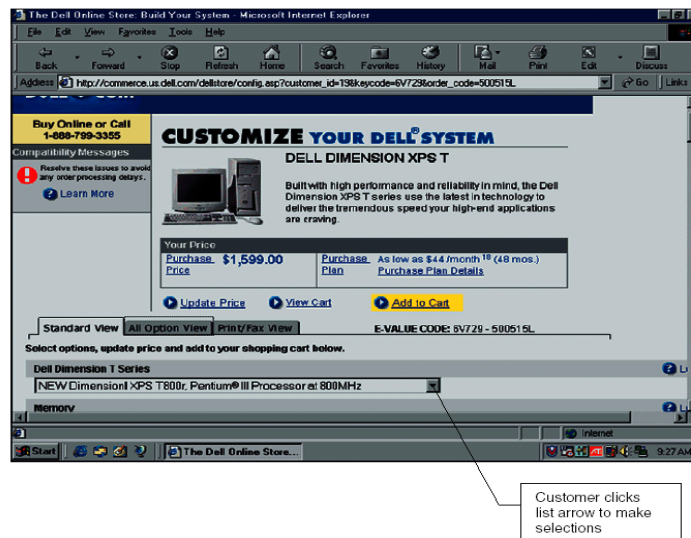 The Dell Online Store: Build Your System - Microsoft Internet Explorer
File Edit View Favorites Tools Help
Back Forward Stop Refresh Home Search Favorites History Mail Print Edit Discuss
Address http://commerce.us.dell.com/dellstore/config.asp?customer_id=19&keycode=6V729&order_code=500515L Go Links
Buy Online or Call
1-888-799-3355
Compatibility Messages
Resolve these issues to avoid
any order processing delays.
Learn More
CUSTOMIZE YOUR DELL® SYSTEM
DELL DIMENSION XPS T
Built with high performance and reliability in mind, the Dell
Dimension XPS T series use the latest in technology to
deliver the tremendous speed your high-end applications
are craving.
Your Price
Purchase Price $1,599.00
Purchase Plan As low as $44/month 18 (48 mos.)
Purchase Plan Details
Update Price View Cart Add to Cart
Standard View All Option View Print/Fax View E-VALUE CODE: 6V729 - 500515L
Select options, update price and add to your shopping cart below.
Dell Dimension T Series
NEW Dimension XPS T800r, Pentium® III Processor at 800MHz
Memory
Internet
Start The Dell Online Store... 9:27 AM
Customer clicks
list arrow to make
selections